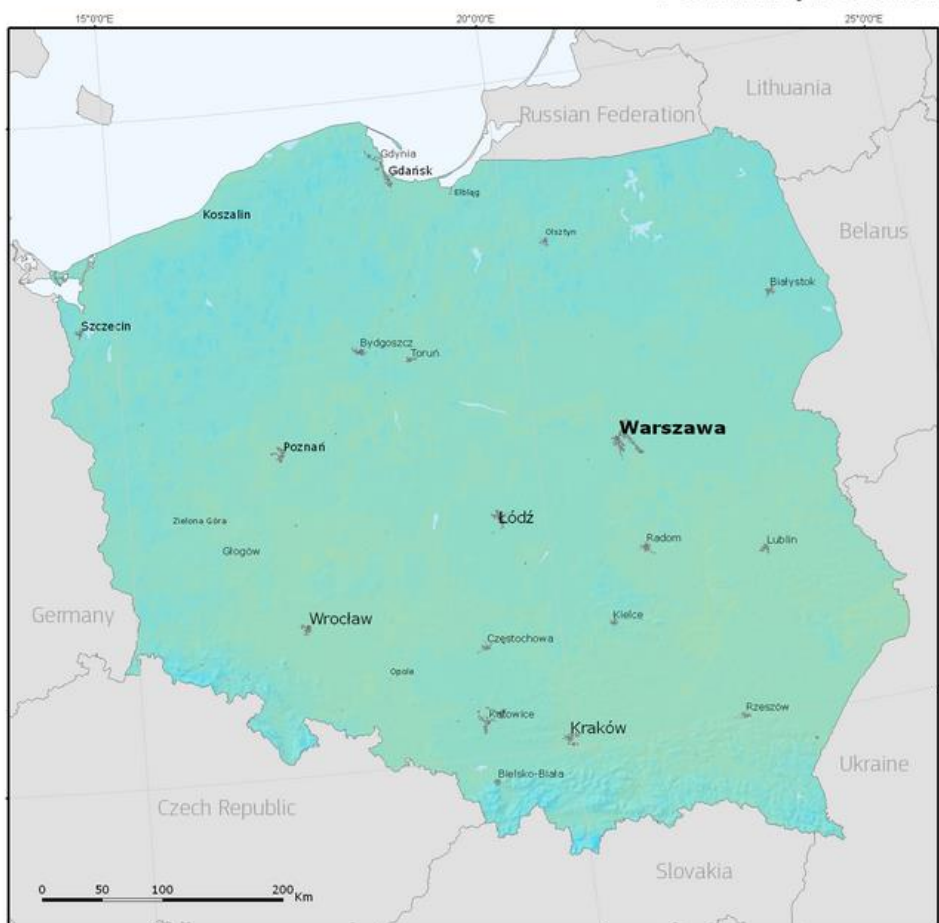 15°0'0"E
20°0'0"E
25°0'0"E
Lithuania
Russian Federation
Gdynia
Gdańsk
Elbląg
Koszalin
Olsztyn
Belarus
Białystok
Szczecin
Bydgoszcz
Toruń
Warszawa
Poznań
Łódź
Zielona Góra
Głogów
Radom
Lublin
Germany
Wrocław
Kielce
Częstochowa
Opole
Katowice
Kraków
Rzeszów
Ukraine
Bielsko-Biała
Czech Republic
Slovakia
0 50 100 200 Km